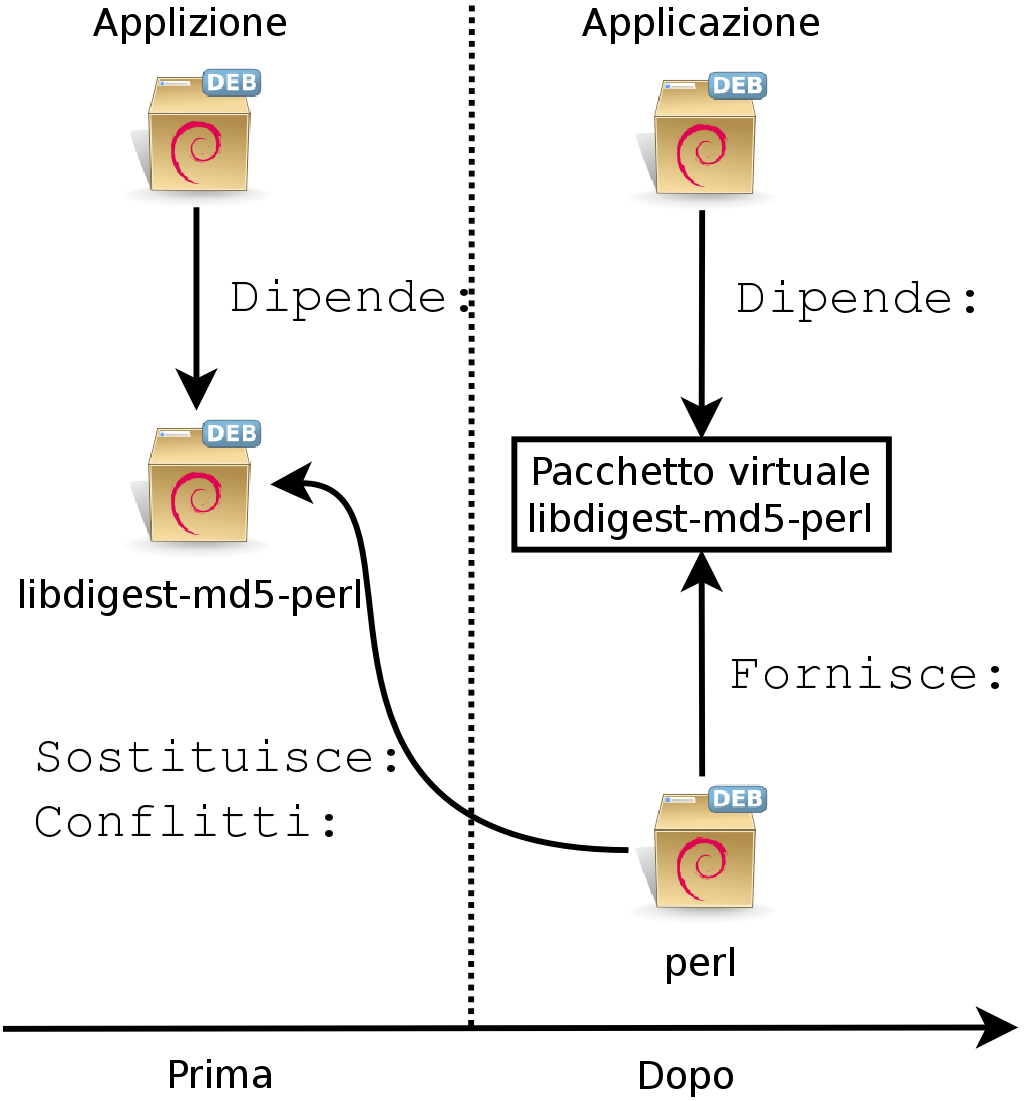 Applizione
DEB
Dipende:
DEB
libdigest-md5-perl
Sostituisce:
Conflitti:
Prima
Applicazione
DEB
Dipende:
Pacchetto virtuale
libdigest-md5-perl
Fornisce:
DEB
perl
Dopo